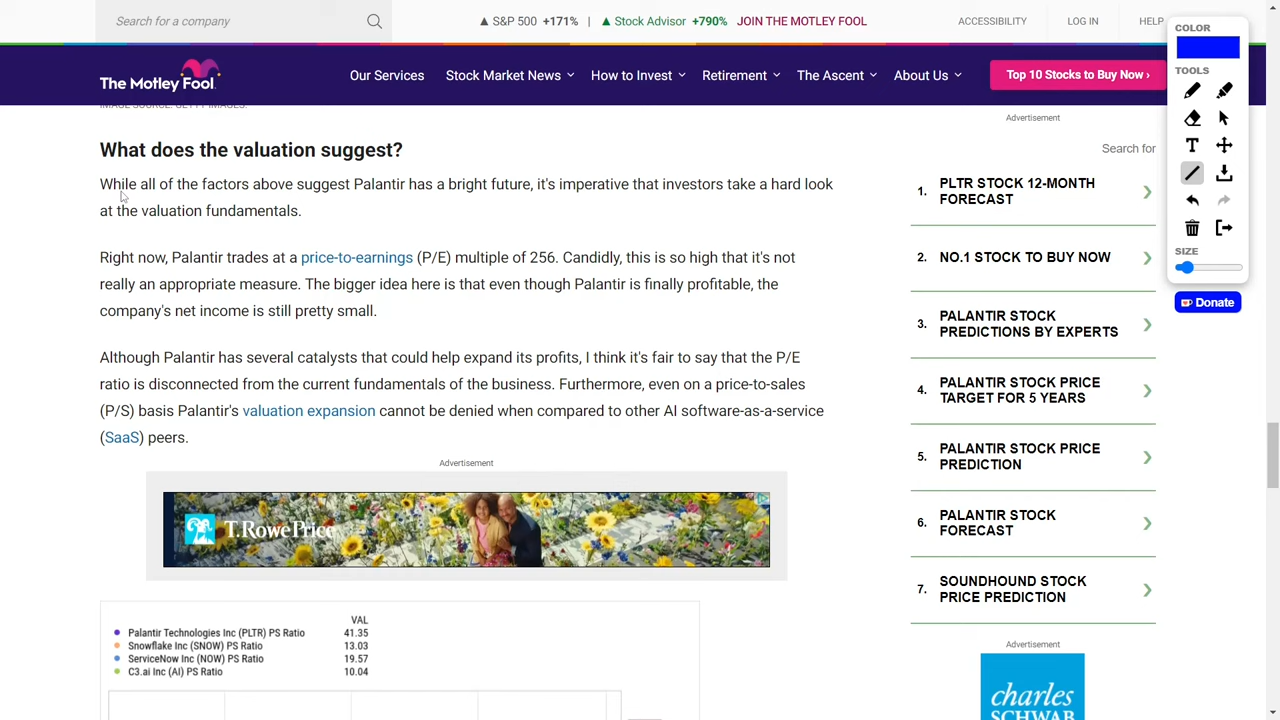 Search for a company
▲ S&P 500 +171% | ▲ Stock Advisor +790% JOIN THE MOTLEY FOOL
ACCESSIBILITY LOG IN HELP
The Motley Fool
Our Services Stock Market News How to Invest Retirement The Ascent About Us
Top 10 Stocks to Buy Now ›
IMAGE SOURCE: GETTY IMAGES.
What does the valuation suggest?
While all of the factors above suggest Palantir has a bright future, it's imperative that investors take a hard look
at the valuation fundamentals.
Right now, Palantir trades at a price-to-earnings (P/E) multiple of 256. Candidly, this is so high that it's not
really an appropriate measure. The bigger idea here is that even though Palantir is finally profitable, the
company's net income is still pretty small.
Although Palantir has several catalysts that could help expand its profits, I think it's fair to say that the P/E
ratio is disconnected from the current fundamentals of the business. Furthermore, even on a price-to-sales
(P/S) basis Palantir's valuation expansion cannot be denied when compared to other AI software-as-a-service
(SaaS) peers.
Advertisement
T.RowePrice
VAL
Palantir Technologies Inc (PLTR) PS Ratio 41.35
Snowflake Inc (SNOW) PS Ratio 13.03
ServiceNow Inc (NOW) PS Ratio 19.57
C3.ai Inc (AI) PS Ratio 10.04
Advertisement
Search for
1. PLTR STOCK 12-MONTH
FORECAST
2. NO.1 STOCK TO BUY NOW
3. PALANTIR STOCK
PREDICTIONS BY EXPERTS
4. PALANTIR STOCK PRICE
TARGET FOR 5 YEARS
5. PALANTIR STOCK PRICE
PREDICTION
6. PALANTIR STOCK
FORECAST
7. SOUNDHOUND STOCK
PRICE PREDICTION
Advertisement
charles
SCHWAB
COLOR
TOOLS
T
SIZE
Donate